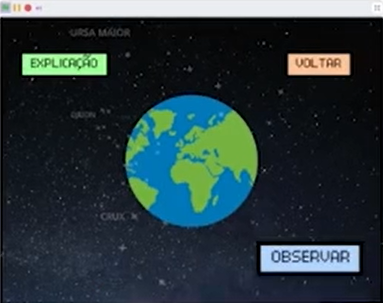 URSA MAIOR
EXPLICAÇÃO
VOLTAR
ORION
CRUX
OBSERVAR